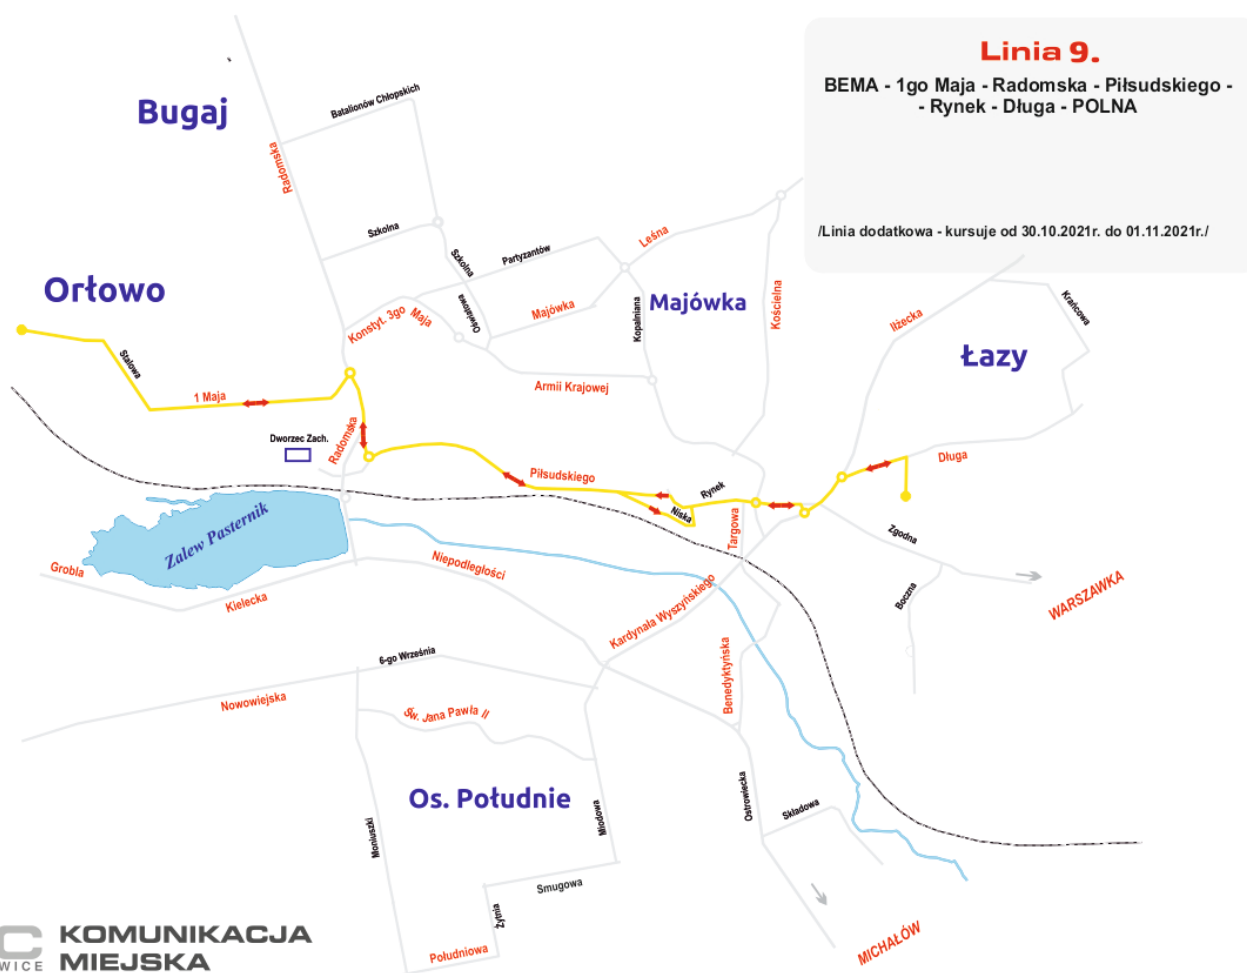 Linia 9.
BEMA - 1go Maja - Radomska - Piłsudskiego -
- Rynek - Długa - POLNA
/Linia dodatkowa - kursuje od 30.10.2021r. do 01.11.2021r./
Bugaj
Batalionów Chłopskich
Radomska
Szkolna
Szkolna
Partyzantów
Leśna
Orłowo
Oświatowa
Majówka
Kopalniana
Majówka
Kościelna
Krańcowa
Konstyt. 3go Maja
Iłżecka
Łazy
Stalowa
1 Maja
Armii Krajowej
Dworzec Zach.
Radomska
Piłsudskiego
Rynek
Niska
Długa
Targowa
Zgodna
Zalew Pasternik
Grobla
Niepodległości
Kielecka
Kardynała Wyszyńskiego
Boczna
WARSZAWKA
6-go Września
Benedyktyńska
Nowowiejska
Św. Jana Pawła II
Os. Południe
Ostrowiecka
Składowa
Moniuszki
Miodowa
Smugowa
Żytnia
Południowa
MICHAŁÓW
C KOMUNIKACJA
WICE MIEJSKA